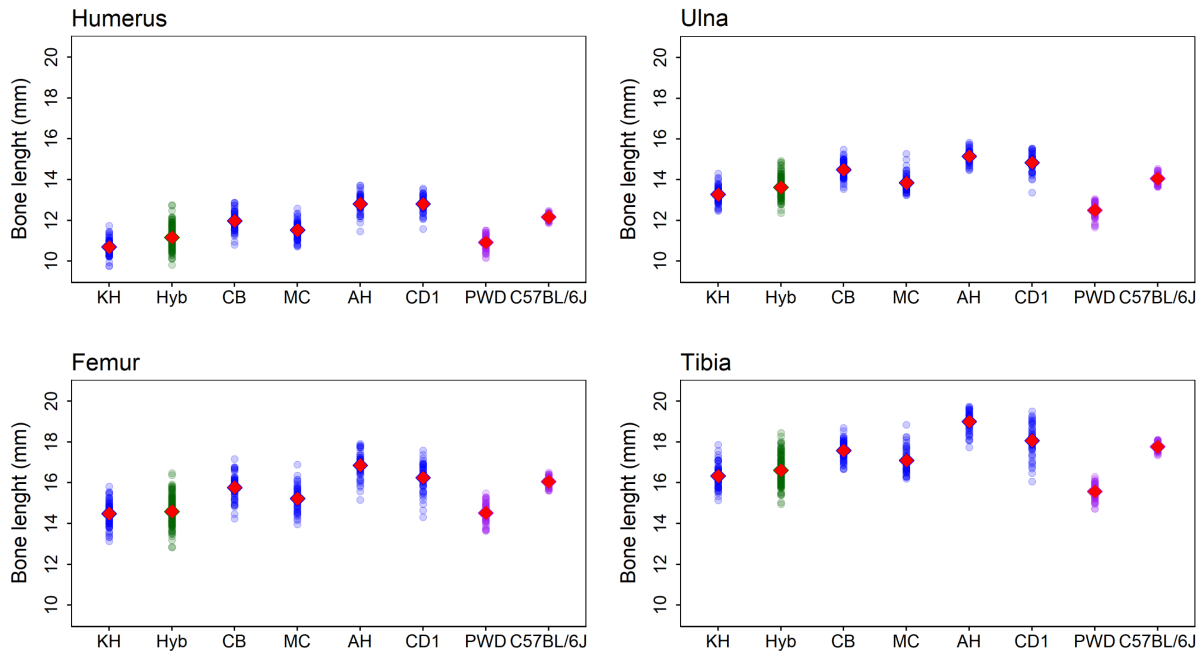 Humerus
Bone lenght (mm)
20
18
16
14
12
10
KH Hyb CB MC AH CD1 PWD C57BL/6J
Ulna
Bone lenght (mm)
20
18
16
14
12
10
KH Hyb CB MC AH CD1 PWD C57BL/6J
Femur
Bone lenght (mm)
20
18
16
14
12
10
KH Hyb CB MC AH CD1 PWD C57BL/6J
Tibia
Bone lenght (mm)
20
18
16
14
12
10
KH Hyb CB MC AH CD1 PWD C57BL/6J